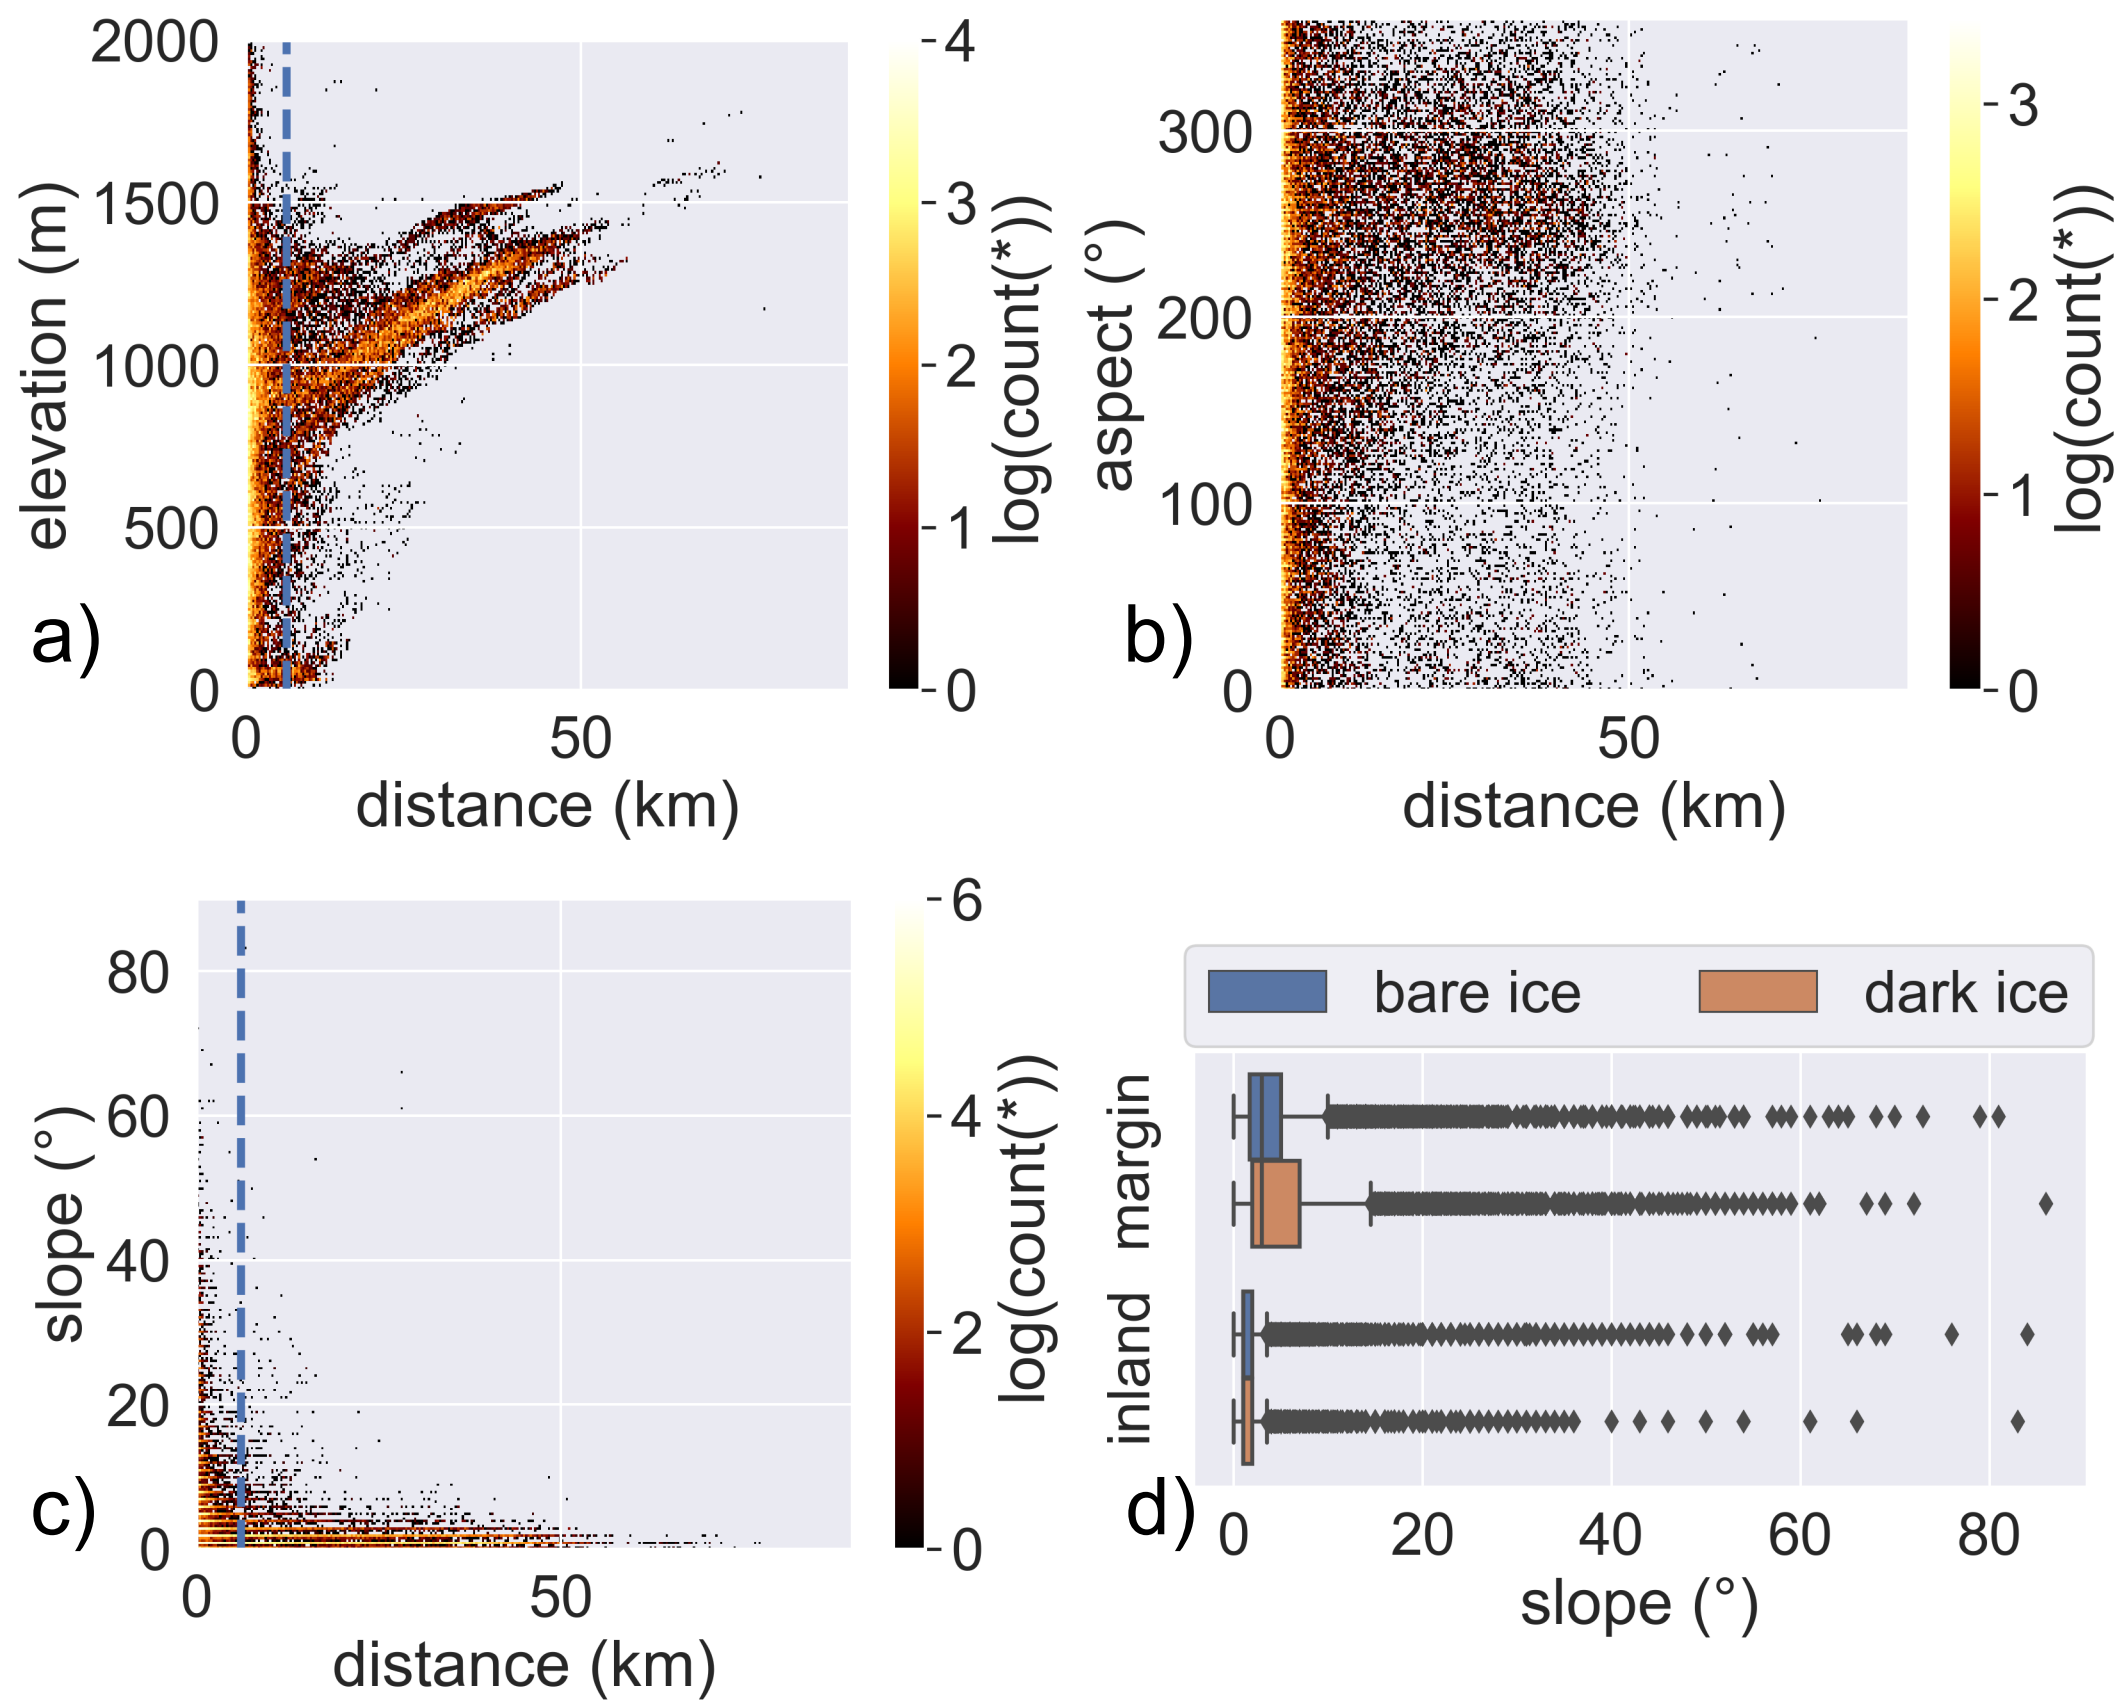 2000
1500
1000
500
0
elevation (m)
0
50
distance (km)
4
3
2
1
0
log(count(*))
a)
300
200
100
0
aspect (°)
0
50
distance (km)
3
2
1
0
log(count(*))
b)
80
60
40
20
0
slope (°)
0
50
distance (km)
6
4
2
0
log(count(*))
c)
bare ice
dark ice
margin
inland
0
20
40
60
80
slope (°)
d)